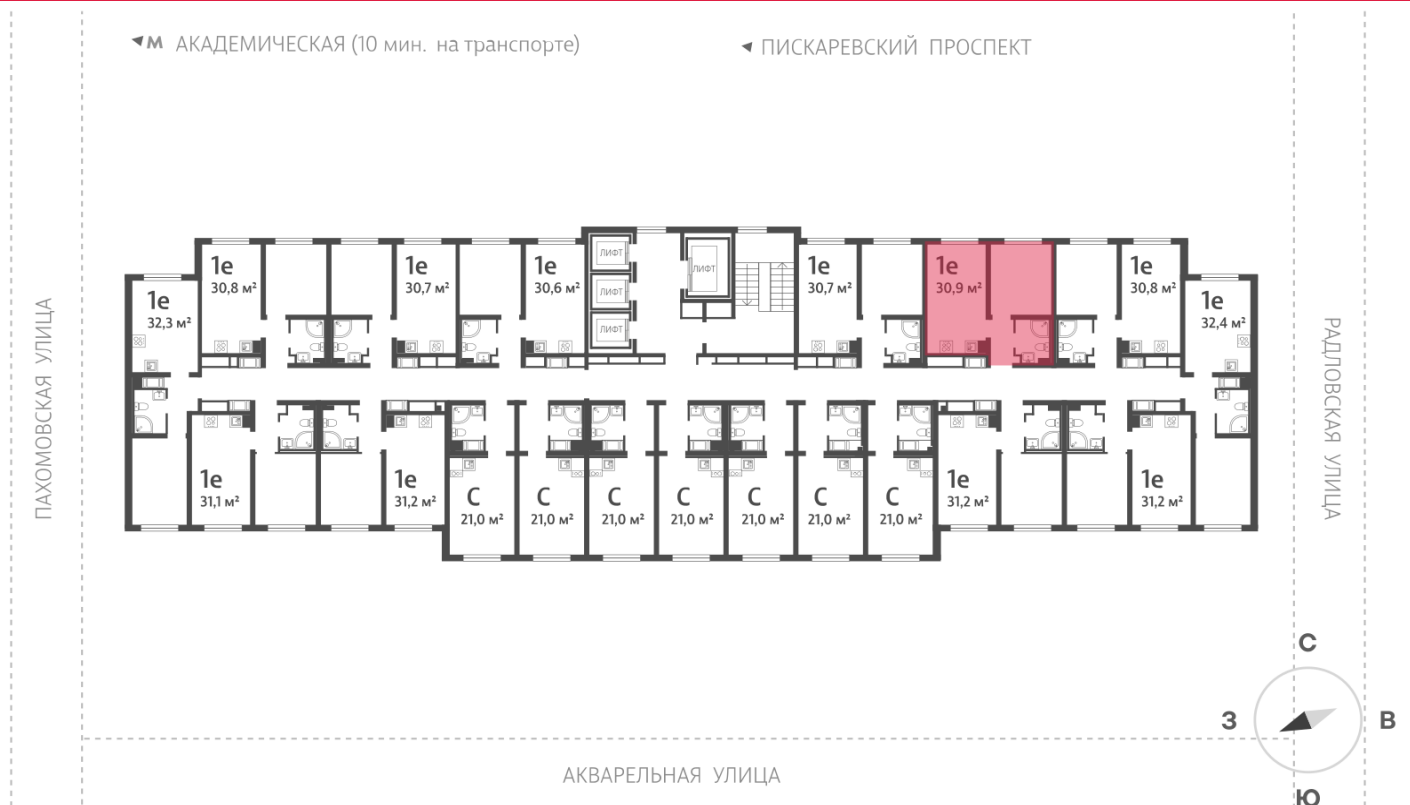 М АКАДЕМИЧЕСКАЯ (10 мин. на транспорте)
ПИСКАРЕВСКИЙ ПРОСПЕКТ
ПАХОМОВСКАЯ УЛИЦА
РАДЛОВСКАЯ УЛИЦА
1е
32,3 м²
1е
30,8 м²
1е
30,7 м²
1е
30,6 м²
ЛИФТ
ЛИФТ
ЛИФТ
ЛИФТ
1е
30,7 м²
1е
30,9 м²
1е
30,8 м²
1е
32,4 м²
1е
31,1 м²
1е
31,2 м²
С
21,0 м²
С
21,0 м²
С
21,0 м²
С
21,0 м²
С
21,0 м²
С
21,0 м²
С
21,0 м²
1е
31,2 м²
1е
31,2 м²
С
З
В
Ю
АКВАРЕЛЬНАЯ УЛИЦА